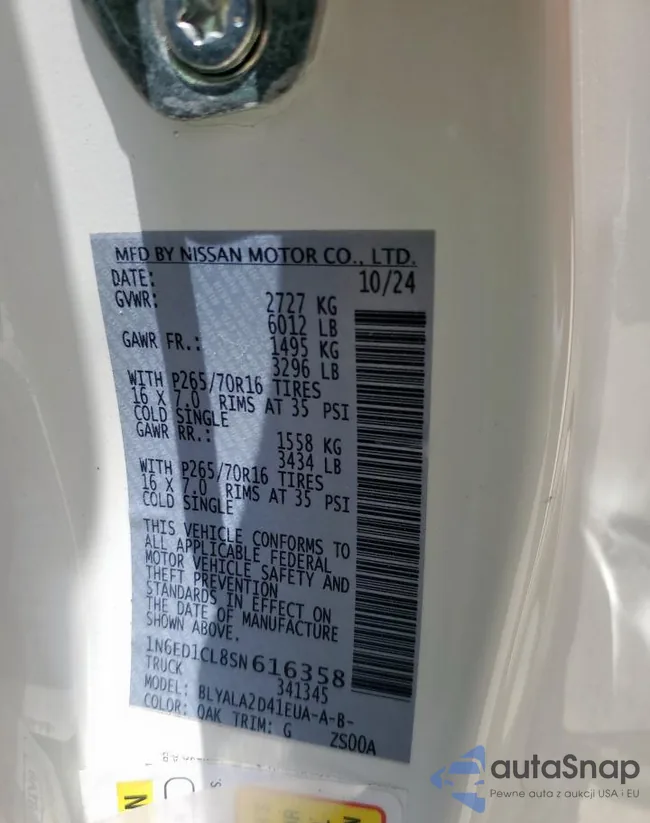 MFD BY NISSAN MOTOR CO., LTD.
DATE: 10/24
GVWR: 2727 KG
6012 LB
GAWR FR.: 1495 KG
3296 LB
WITH P265/70R16 TIRES
16 X 7.0 RIMS AT 35 PSI
COLD SINGLE
GAWR RR.: 1558 KG
3434 LB
WITH P265/70R16 TIRES
16 X 7.0 RIMS AT 35 PSI
COLD SINGLE
THIS VEHICLE CONFORMS TO
ALL APPLICABLE FEDERAL
MOTOR VEHICLE SAFETY AND
THEFT PREVENTION
STANDARDS IN EFFECT ON
THE DATE OF MANUFACTURE
SHOWN ABOVE.
1N6ED1CL8SN616358
TRUCK 341345
MODEL: BLYALA2D41EUA-A-B-
COLOR: QAK TRIM: G ZS00A
N
C
N
autoSnap
Pewne auta z aukcji USA i EU